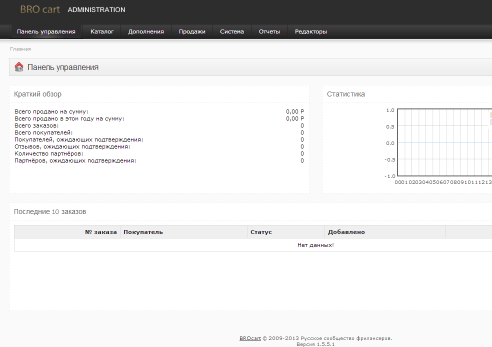 BRO cart ADMINISTRATION
Панель управления Каталог Дополнения Продажи Система Отчеты Редакторы
Главная
Панель управления
Краткий обзор Статистика
Всего продано на сумму: 0,00 Р
Всего продано в этом году на сумму: 0,00 Р
Всего заказов: 0
Всего покупателей: 0
Покупателей, ожидающих подтверждения: 0
Отзывов, ожидающих подтверждения: 0
Количество партнёров: 0
Партнёров, ожидающих подтверждения: 0
1.0
0.5
0.0
-0.5
-1.0
0001020304050607080910111213
Последние 10 заказов
№ заказа Покупатель Статус Добавлено
Нет данных!
BROcart © 2009-2013 Русское сообщество фрилансеров.
Версия 1.5.5.1